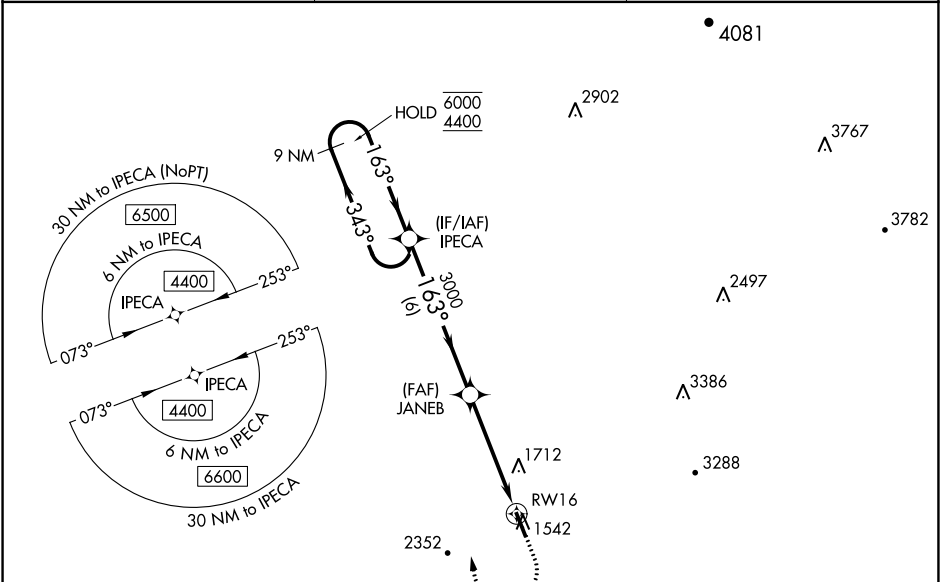 4081
2902
3767
HOLD 6000
4400
9 NM
163°
343°
(IF/IAF)
IPECA
3782
30 NM to IPECA (NoPT)
6500
6 NM to IPECA
4400
IPECA
253°
073°
3000
163°
(6)
2497
253°
IPECA
073°
4400
6 NM to IPECA
6600
30 NM to IPECA
(FAF)
JANEB
3386
1712
3288
RW16
1542
2352